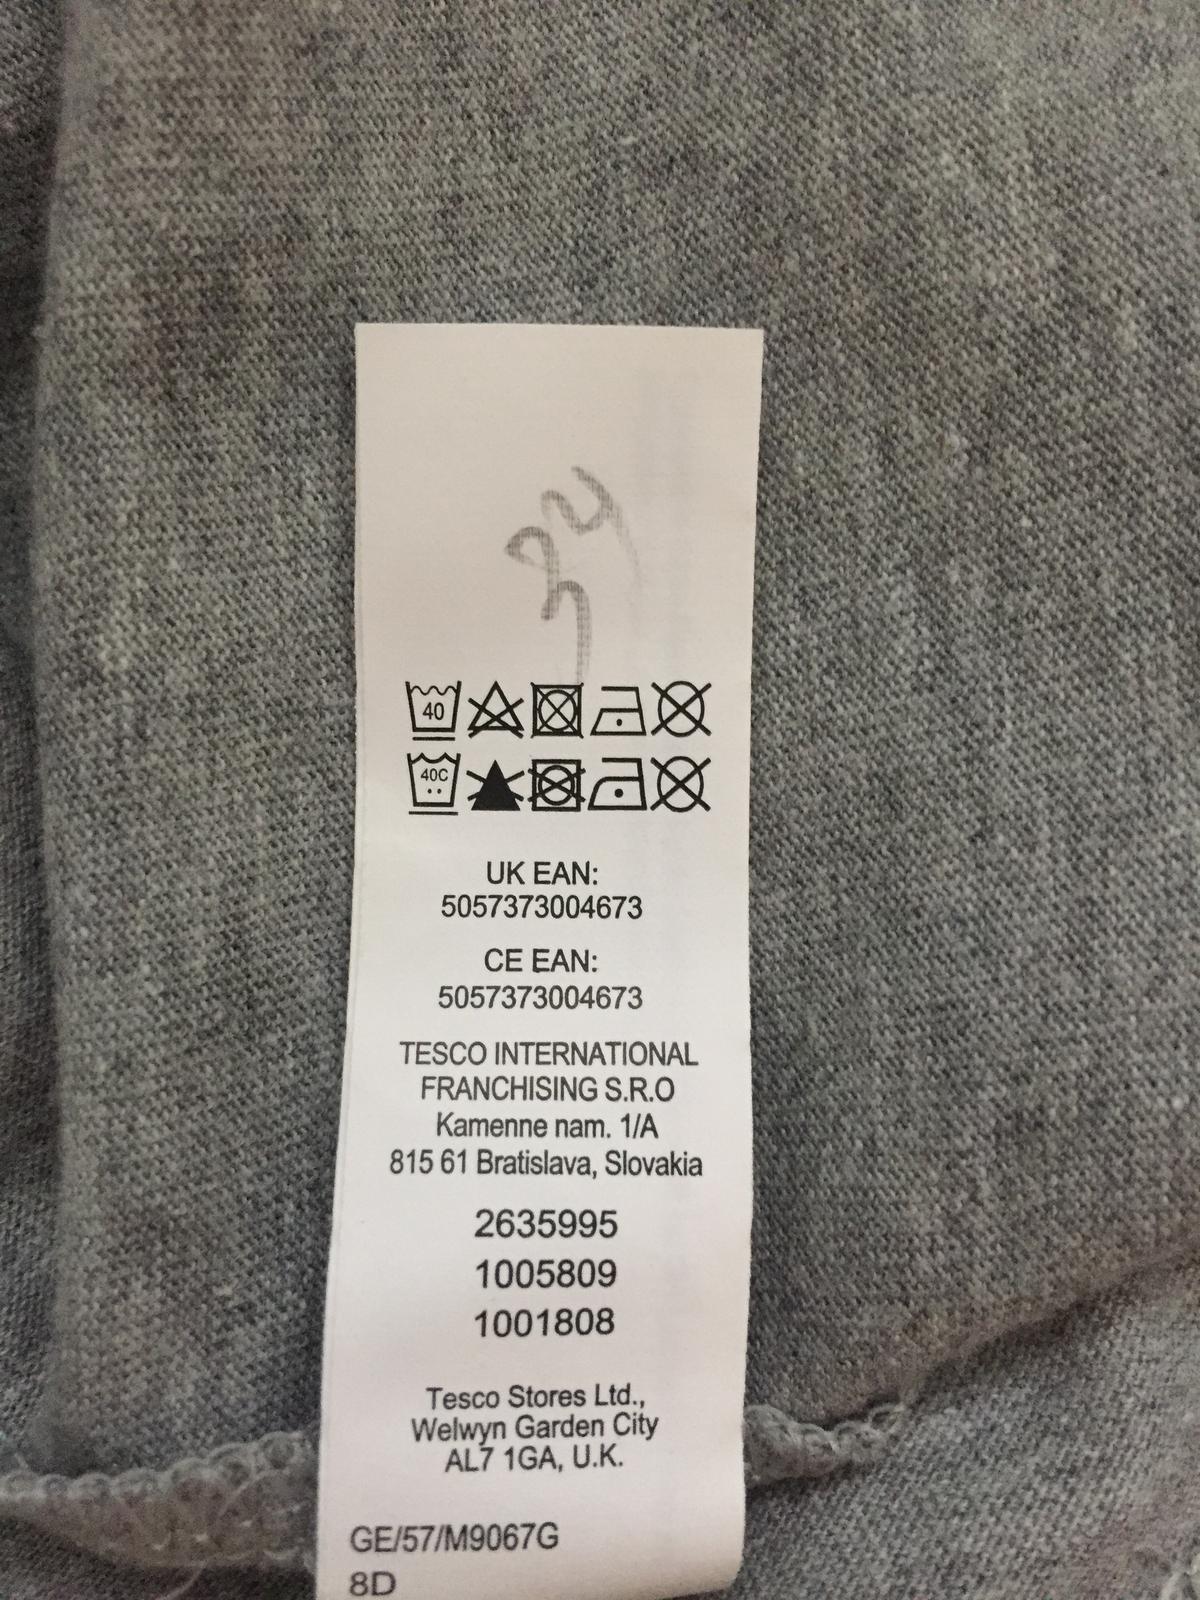 40
40C
UK EAN:
5057373004673
CE EAN:
5057373004673
TESCO INTERNATIONAL
FRANCHISING S.R.O
Kamenne nam. 1/A
815 61 Bratislava, Slovakia
2635995
1005809
1001808
Tesco Stores Ltd.,
Welwyn Garden City
AL7 1GA, U.K.
GE/57/M9067G
8D